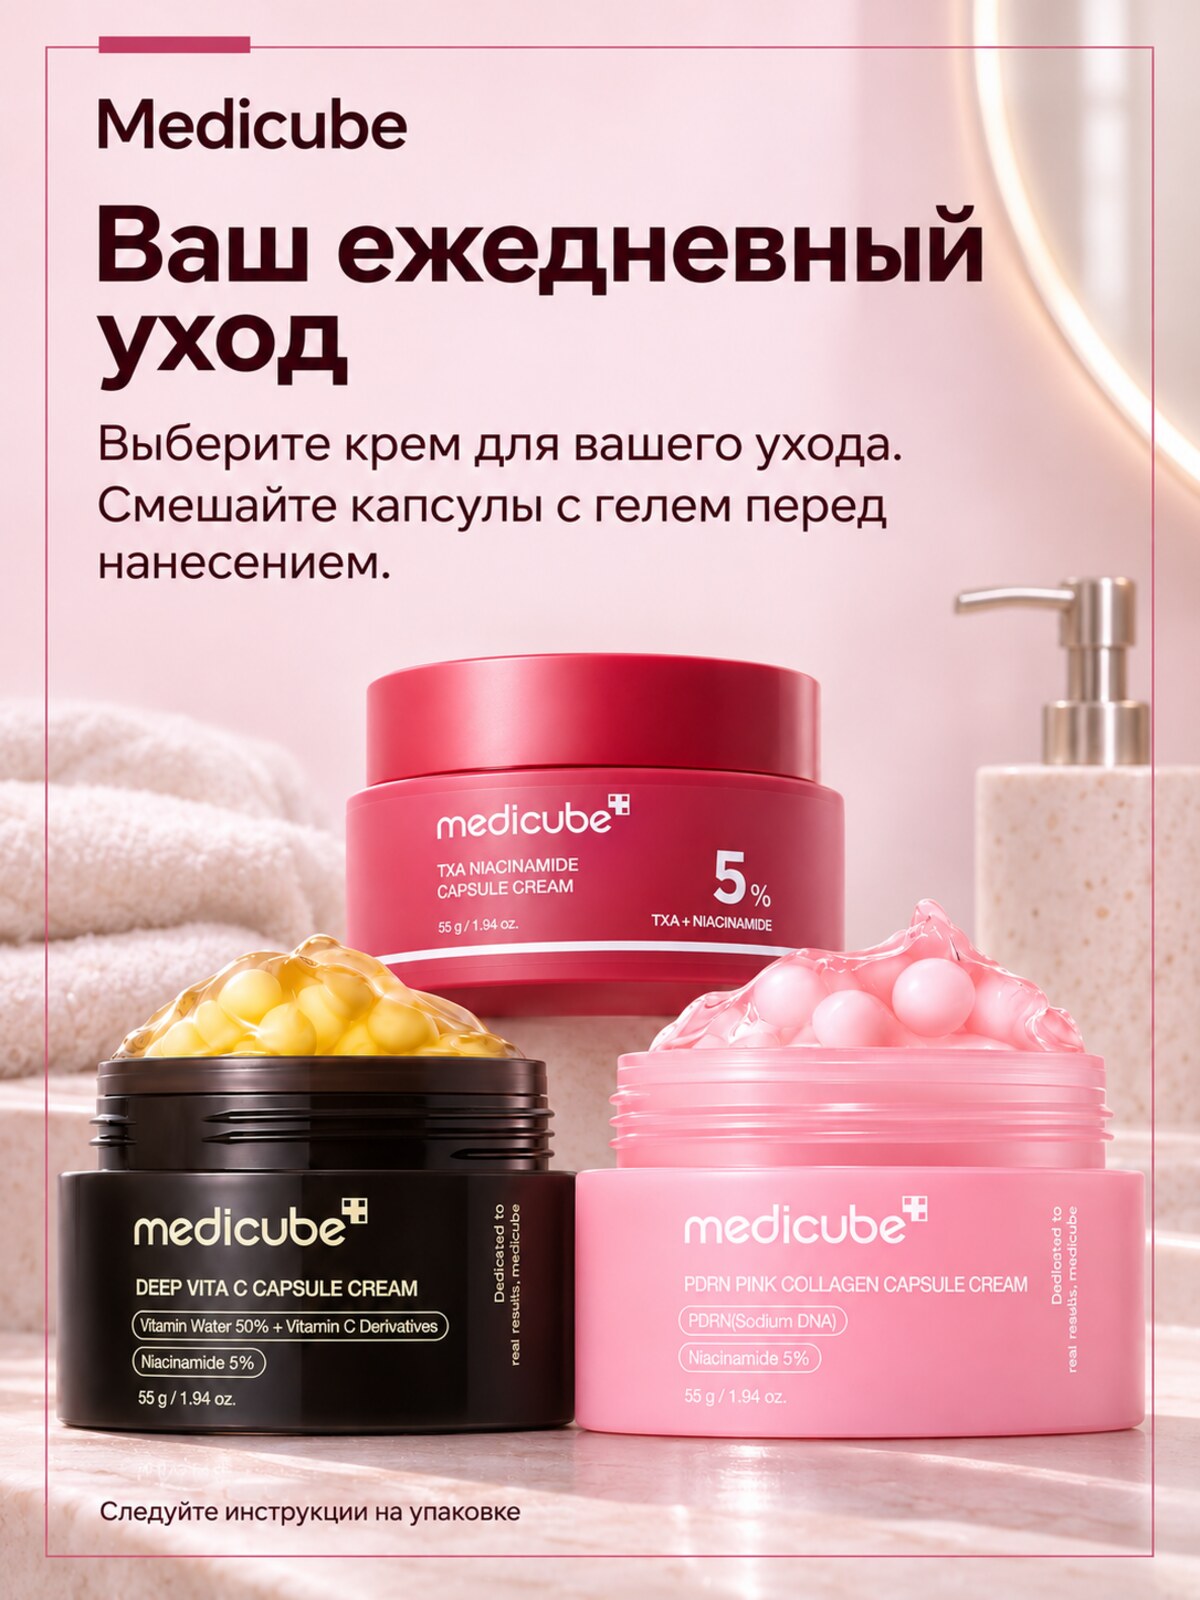 Medicube
Ваш ежедневный
уход
Выберите крем для вашего ухода.
Смешайте капсулы с гелем перед
нанесением.
medicube
TXA NIACINAMIDE
CAPSULE CREAM
55 g / 1.94 oz.
5%
TXA + NIACINAMIDE
medicube
DEEP VITA C CAPSULE CREAM
Vitamin Water 50% + Vitamin C Derivatives
Niacinamide 5%
55 g / 1.94 oz.
Dedicated to
real results, medicube
medicube
PDRN PINK COLLAGEN CAPSULE CREAM
PDRN(Sodium DNA)
Niacinamide 5%
55 g / 1.94 oz.
Dedicated to
real results, medicube
Следуйте инструкции на упаковке